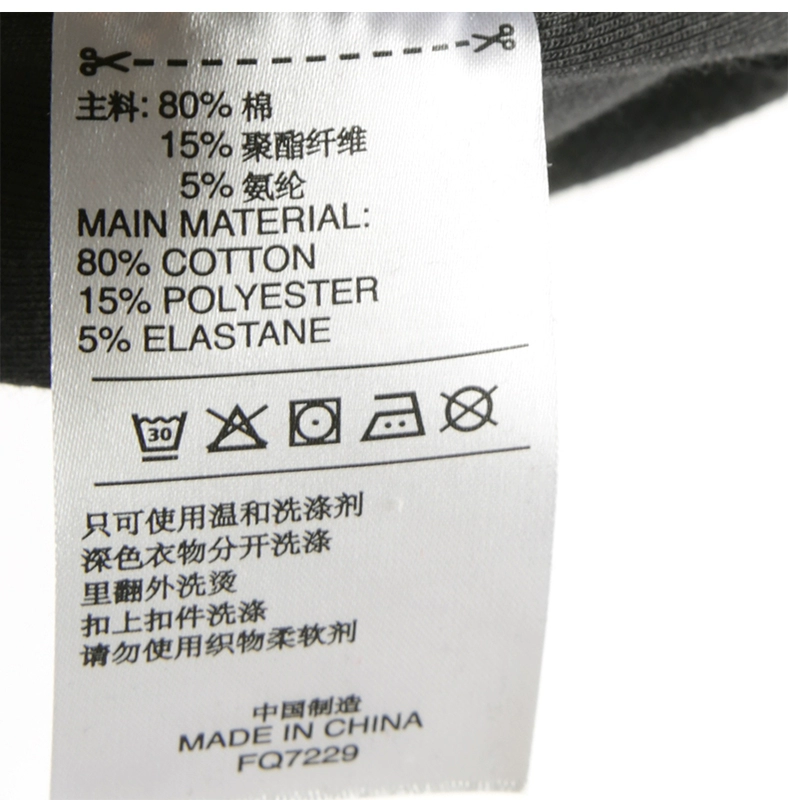 主料: 80% 棉
15% 聚酯纤维
5% 氨纶
MAIN MATERIAL:
80% COTTON
15% POLYESTER
5% ELASTANE
30
只可使用温和洗涤剂
深色衣物分开洗涤
里翻外洗烫
扣上扣件洗涤
请勿使用织物柔软剂
中国制造
MADE IN CHINA
FQ7229